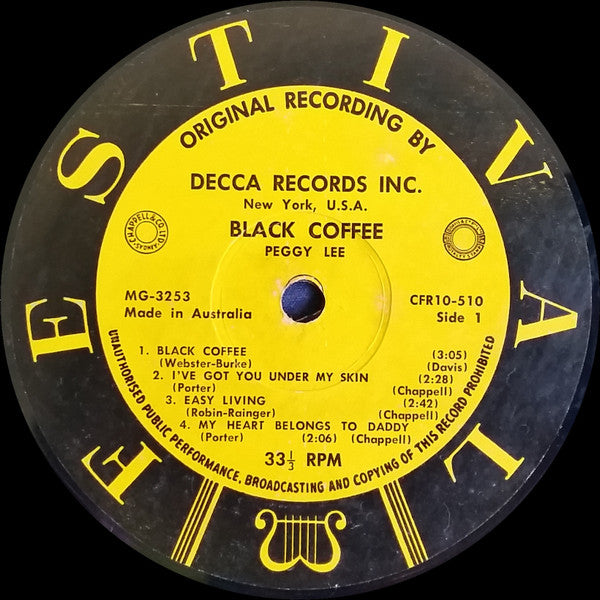 FESTIVAL
ORIGINAL RECORDING BY
DECCA RECORDS INC.
New York, U.S.A.
BLACK COFFEE
PEGGY LEE
CHAPPELL & CO. LTD.
MG-3253
Made in Australia
CFR10-510
Side 1
1. BLACK COFFEE (3:05)
(Webster-Burke) (Davis)
2. I'VE GOT YOU UNDER MY SKIN (2:28)
(Porter) (Chappell)
3. EASY LIVING (2:42)
(Robin-Rainger) (Chappell)
4. MY HEART BELONGS TO DADDY
(Porter) (2:06) (Chappell)
33⅓ RPM
UNAUTHORISED PUBLIC PERFORMANCE, BROADCASTING AND COPYING OF THIS RECORD PROHIBITED